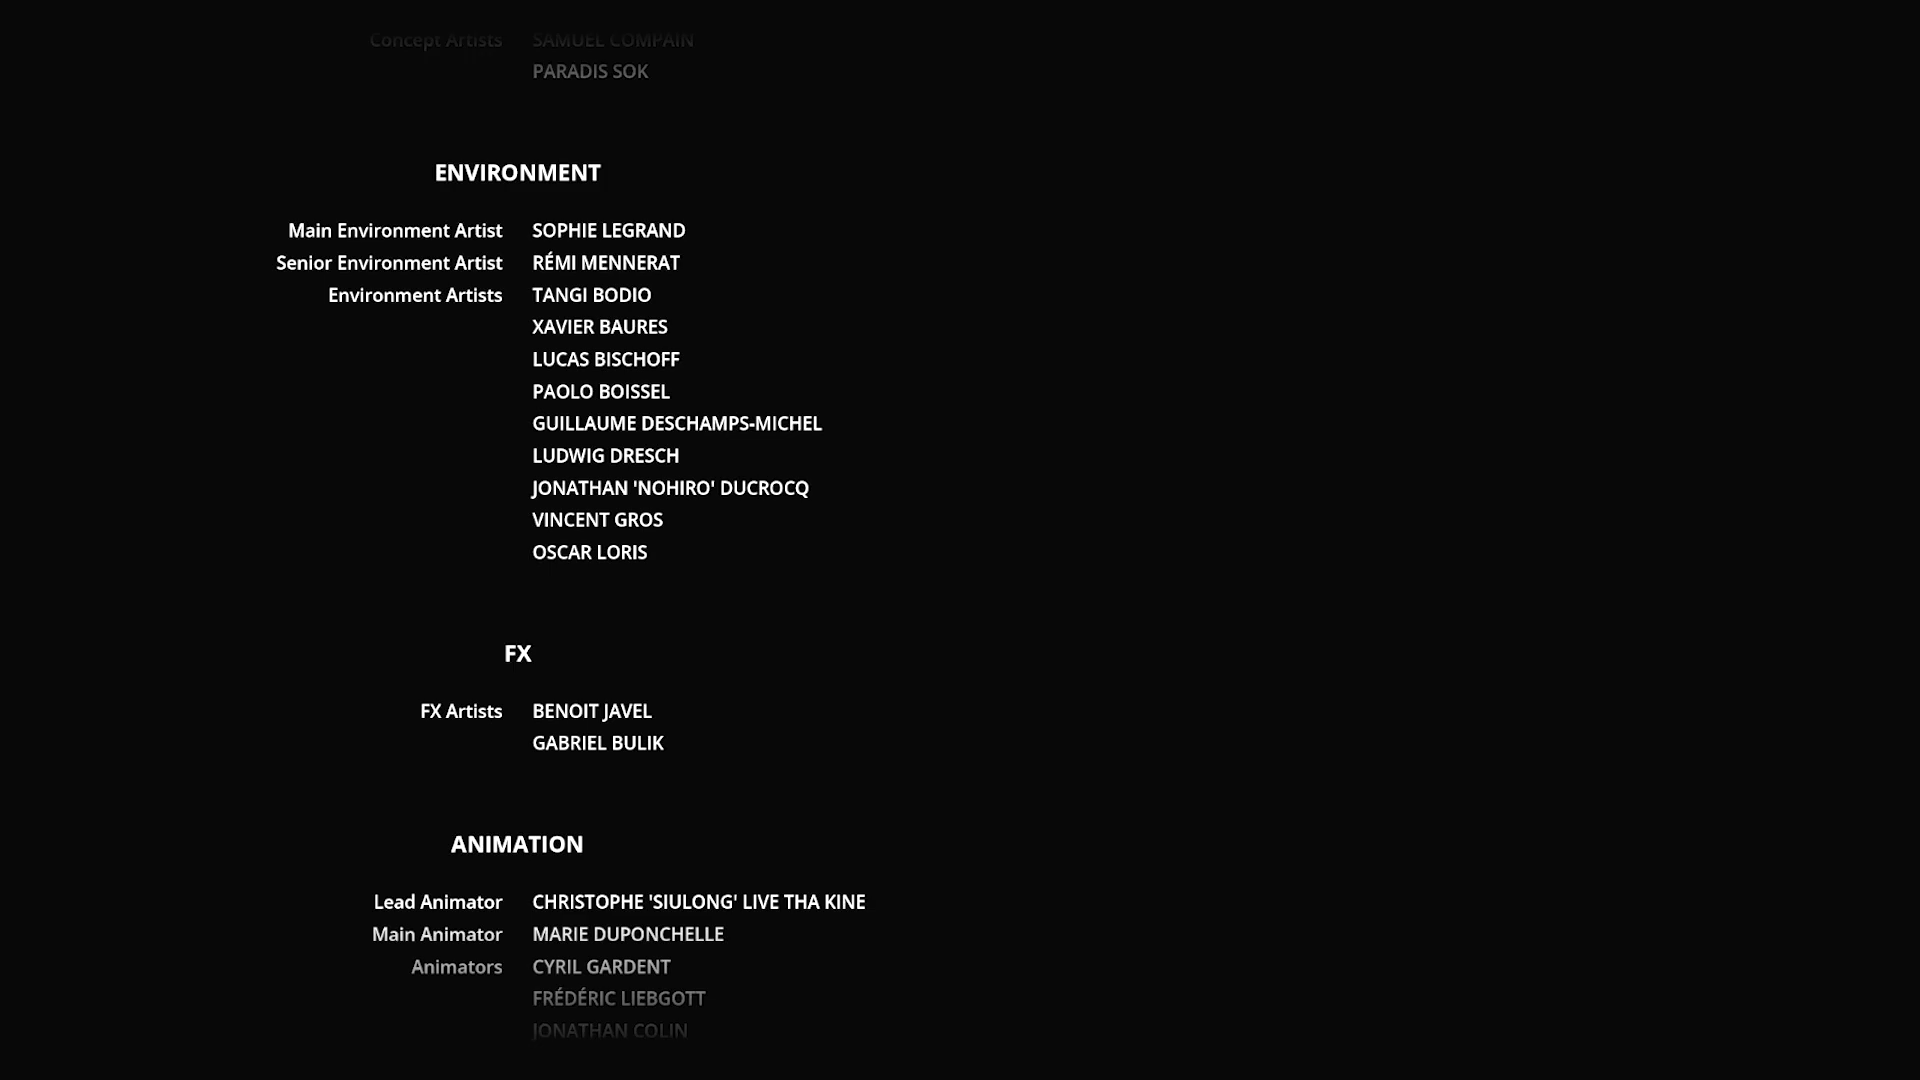 Concept Artists SAMUEL COMPAIN
PARADIS SOK
ENVIRONMENT
Main Environment Artist SOPHIE LEGRAND
Senior Environment Artist RÉMI MENNERAT
Environment Artists TANGI BODIO
XAVIER BAURES
LUCAS BISCHOFF
PAOLO BOISSEL
GUILLAUME DESCHAMPS-MICHEL
LUDWIG DRESCH
JONATHAN 'NOHIRO' DUCROCQ
VINCENT GROS
OSCAR LORIS
FX
FX Artists BENOIT JAVEL
GABRIEL BULIK
ANIMATION
Lead Animator CHRISTOPHE 'SIULONG' LIVE THA KINE
Main Animator MARIE DUPONCHELLE
Animators CYRIL GARDENT
FRÉDÉRIC LIEBGOTT
JONATHAN COLIN